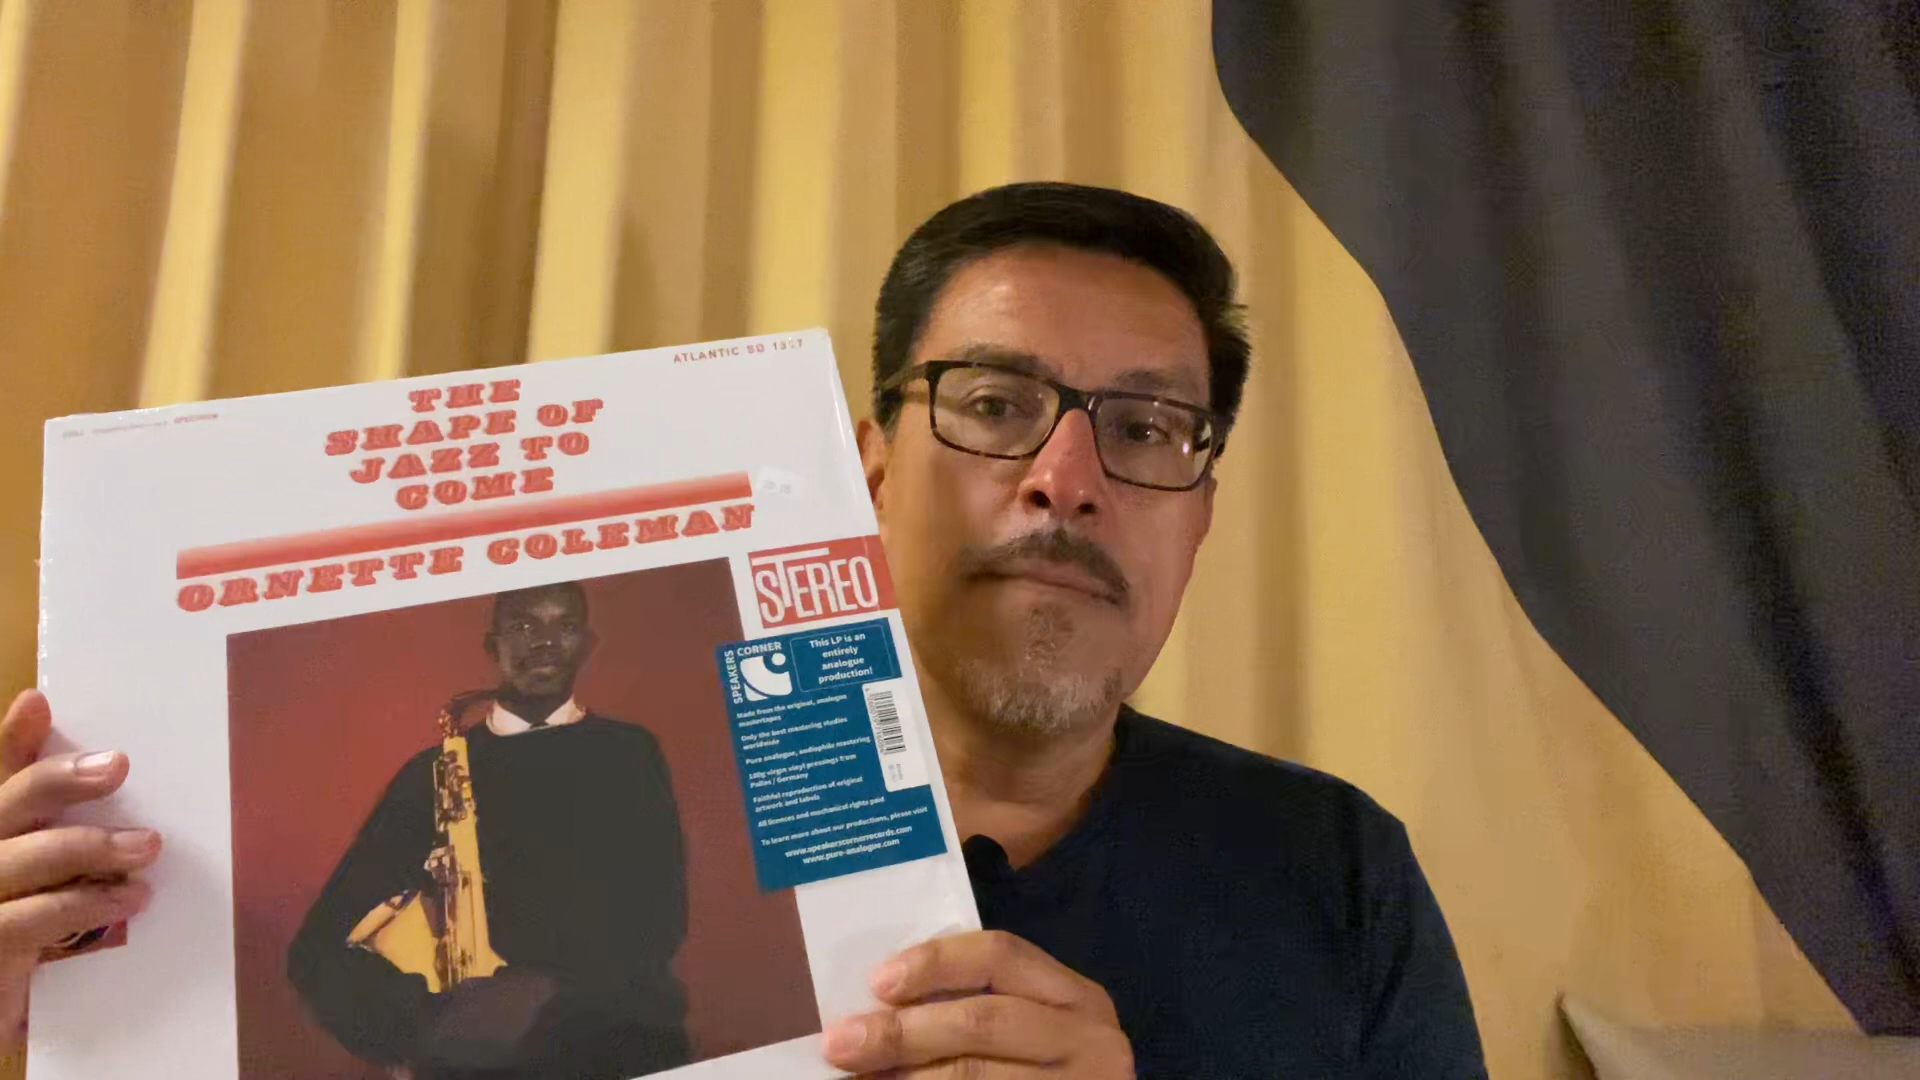 ATLANTIC SD 1317
THE
SHAPE OF
JAZZ TO
COME
ORNETTE COLEMAN
STEREO
SPEAKERS CORNER
This LP is an
entirely
analogue
production!
Made from the original, analogue
mastertapes
Only the best mastering studios
worldwide
Pure analogue, audiophile mastering
180g virgin vinyl pressings from
Pallas / Germany
Faithful reproduction of original
artwork and labels
All licences and mechanical rights paid
To learn more about our productions, please visit
www.speakerscornerrecords.com
www.pure-analogue.com